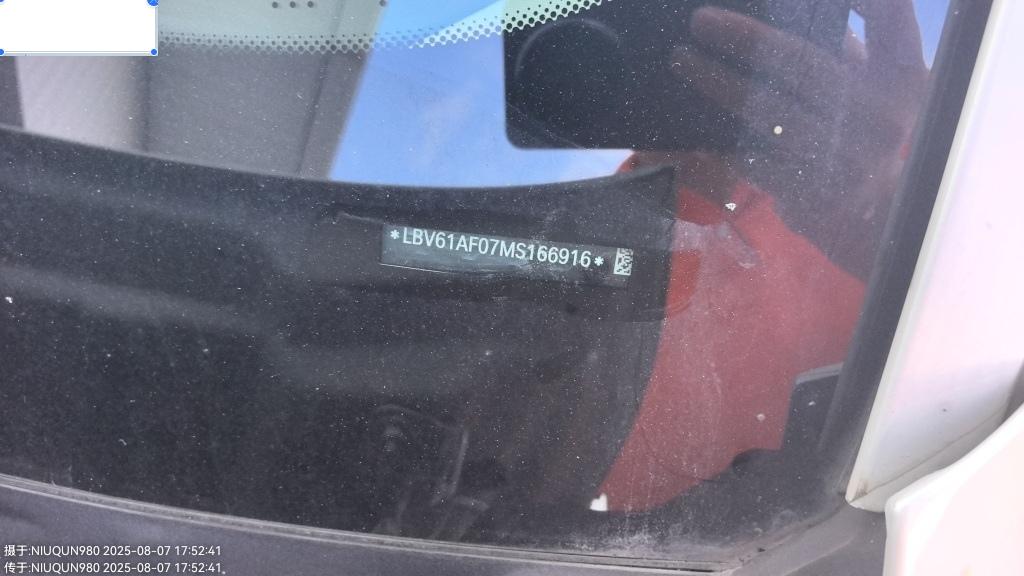 *LBV61AF07MS166916*
摄于:NIUQUN980 2025-08-07 17:52:41
传于:NIUQUN980 2025-08-07 17:52:41。